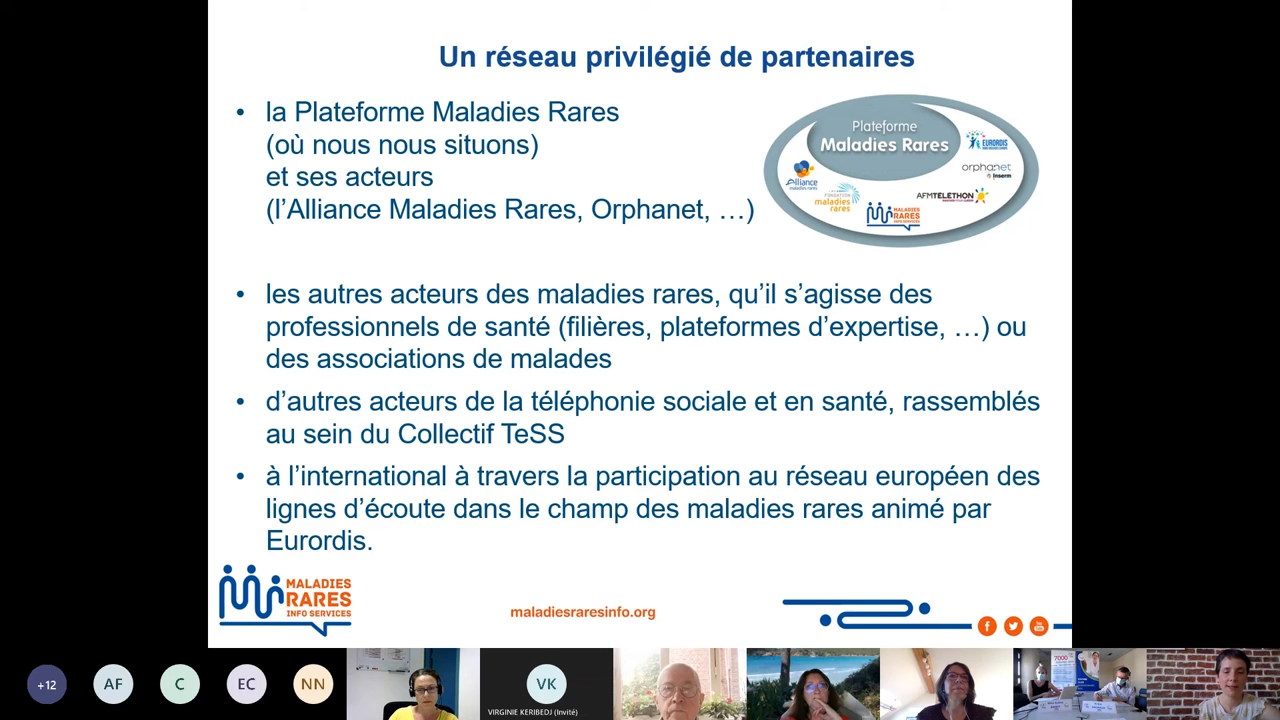 Un réseau privilégié de partenaires
• la Plateforme Maladies Rares
(où nous nous situons)
et ses acteurs
(l’Alliance Maladies Rares, Orphanet, …)
Plateforme
Maladies Rares
EURORDIS
orphanet
Inserm
Alliance
maladies rares
FONDATION
maladies
rares
AFMTELETHON
MALADIES
RARES
INFO SERVICES
• les autres acteurs des maladies rares, qu’il s’agisse des
professionnels de santé (filières, plateformes d’expertise, …) ou
des associations de malades
• d’autres acteurs de la téléphonie sociale et en santé, rassemblés
au sein du Collectif TeSS
• à l’international à travers la participation au réseau européen des
lignes d’écoute dans le champ des maladies rares animé par
Eurordis.
MALADIES
RARES
INFO SERVICES
maladiesraresinfo.org
+12
AF
C
EC
NN
VK
VIRGINIE KERIBEDJ (Invité)
7000